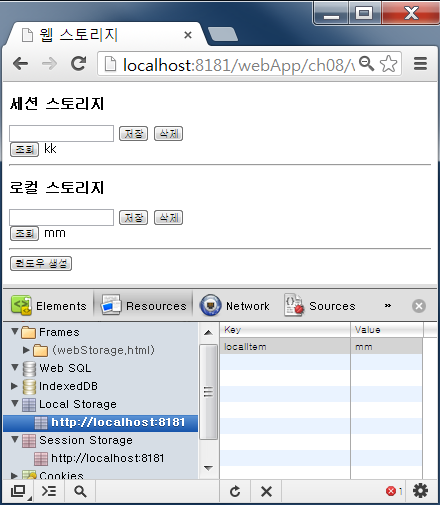 웹 스토리지
localhost:8181/webApp/ch08/
세션 스토리지
저장 삭제
조회 kk
로컬 스토리지
저장 삭제
조회 mm
윈도우 생성
Elements Resources Network Sources »
Frames
(webStorage.html)
Web SQL
IndexedDB
Local Storage
http://localhost:8181
Session Storage
http://localhost:8181
Cookies
Key Value
localItem mm
1